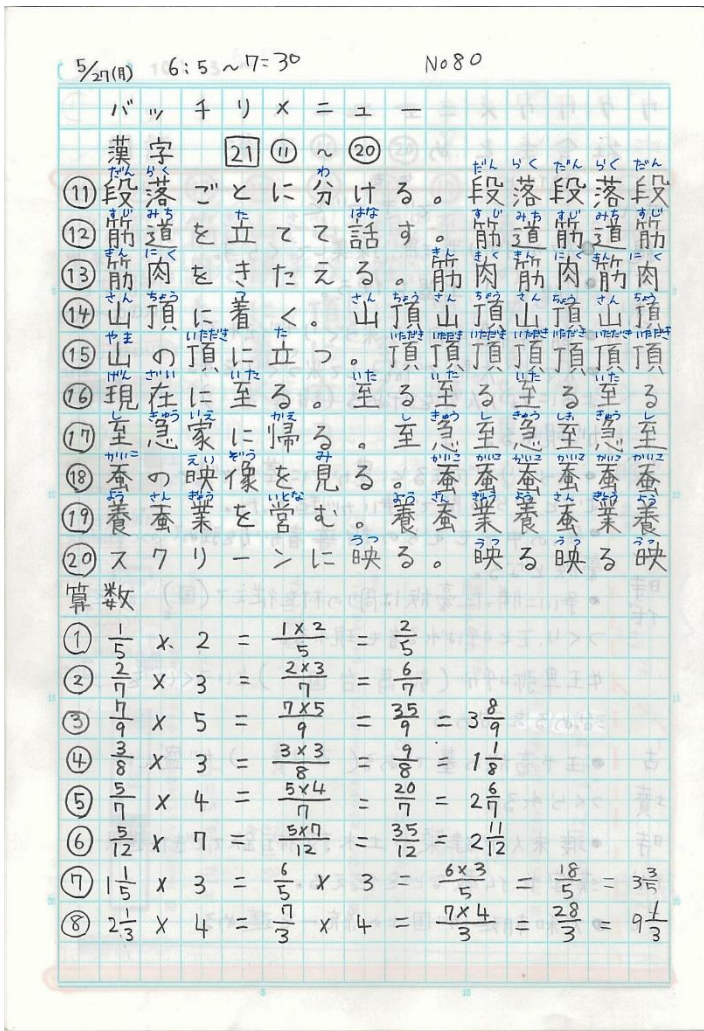 5/27(月) 6:5~7:30 No80
バッチリメニュー
漢字 21 ⑪~⑳
⑪段落ごとに分ける。段落段落段
⑫筋道を立てて話す。筋道筋道筋
⑬筋肉をきたえる。筋肉筋肉筋肉
⑭山頂に着く。山頂山頂山頂山頂
⑮山の頂に立つ。頂頂頂頂頂頂
⑯現在に至る。至る至る至る至る
⑰至急家に帰る。至急至急至急至
⑱蚕の映像を見る。蚕蚕蚕蚕蚕
⑲養蚕業を営む。養蚕業養蚕業養
⑳スクリーンに映る。映る映る映
算数
① 1/5 × 2 = 1×2/5 = 2/5
② 2/7 × 3 = 2×3/7 = 6/7
③ 7/9 × 5 = 7×5/9 = 35/9 = 3 8/9
④ 3/8 × 3 = 3×3/8 = 9/8 = 1 1/8
⑤ 5/7 × 4 = 5×4/7 = 20/7 = 2 6/7
⑥ 5/12 × 7 = 5×7/12 = 35/12 = 2 11/12
⑦ 1 1/5 × 3 = 6/5 × 3 = 6×3/5 = 18/5 = 3 3/5
⑧ 2 1/3 × 4 = 7/3 × 4 = 7×4/3 = 28/3 = 9 1/3